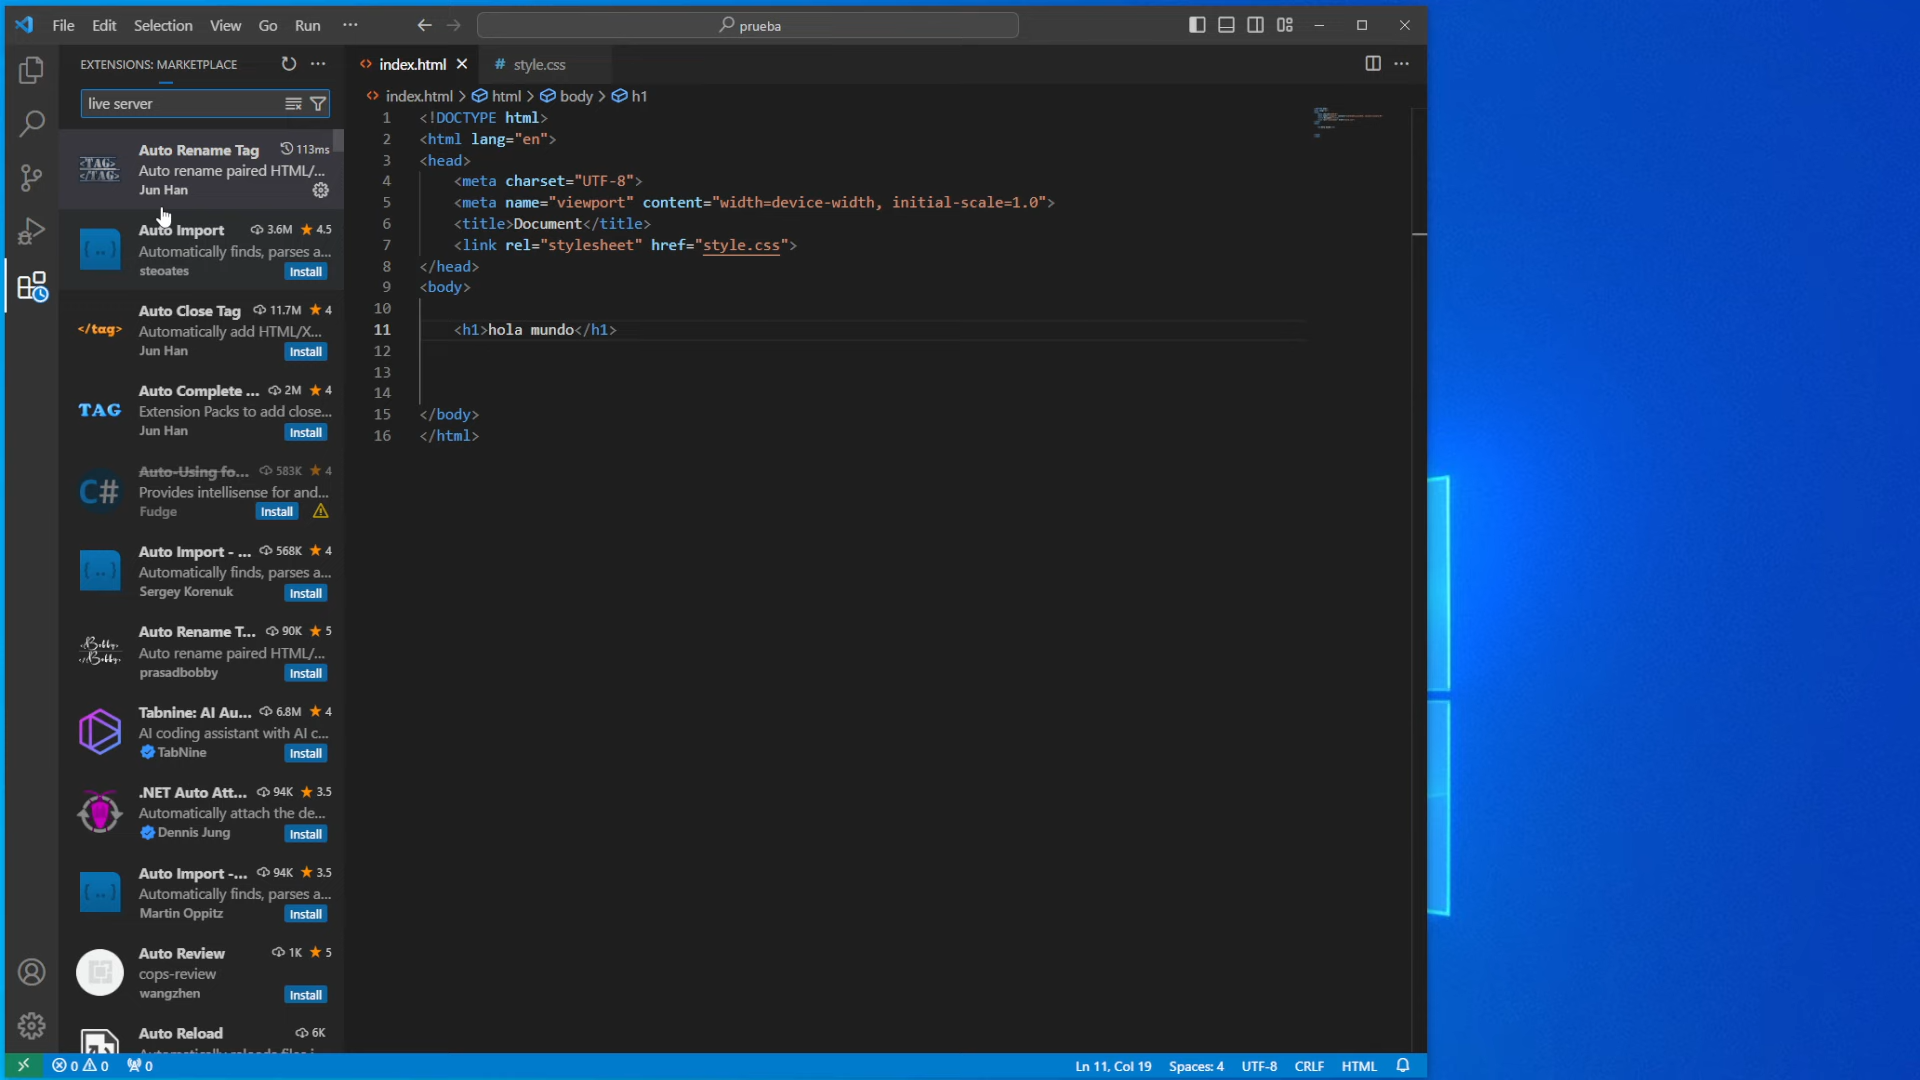 File Edit Selection View Go Run ··· prueba
EXTENSIONS: MARKETPLACE
live server
Auto Rename Tag 113ms
Auto rename paired HTML/...
Jun Han
Auto Import 3.6M 4.5
Automatically finds, parses a...
steoates Install
Auto Close Tag 11.7M 4
Automatically add HTML/X...
Jun Han Install
Auto Complete ... 2M 4
Extension Packs to add close...
Jun Han Install
Auto-Using fo... 583K 4
Provides intellisense for and...
Fudge Install
Auto Import - ... 568K 4
Automatically finds, parses a...
Sergey Korenuk Install
Auto Rename T... 90K 5
Auto rename paired HTML/...
prasadbobby Install
Tabnine: AI Au... 6.8M 4
AI coding assistant with AI c...
TabNine Install
.NET Auto Att... 94K 3.5
Automatically attach the de...
Dennis Jung Install
Auto Import -... 94K 3.5
Automatically finds, parses a...
Martin Oppitz Install
Auto Review 1K 5
cops-review
wangzhen Install
Auto Reload 6K
<TAG>
</TAG>
</tag>
TAG
C#
index.html # style.css
index.html > html > body > h1
1 <!DOCTYPE html>
2 <html lang="en">
3 <head>
4 <meta charset="UTF-8">
5 <meta name="viewport" content="width=device-width, initial-scale=1.0">
6 <title>Document</title>
7 <link rel="stylesheet" href="style.css">
8 </head>
9 <body>
10
11 <h1>hola mundo</h1>
12
13
14
15 </body>
16 </html>
0 0 0 Ln 11, Col 19 Spaces: 4 UTF-8 CRLF HTML